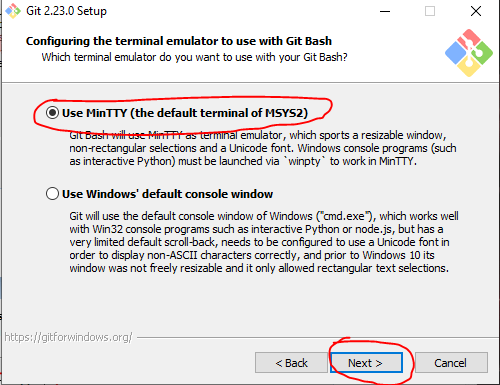 Git 2.23.0 Setup
Configuring the terminal emulator to use with Git Bash
Which terminal emulator do you want to use with your Git Bash?
Use MinTTY (the default terminal of MSYS2)
Git Bash will use MinTTY as terminal emulator, which sports a resizable window,
non-rectangular selections and a Unicode font. Windows console programs (such
as interactive Python) must be launched via `winpty` to work in MinTTY.
Use Windows' default console window
Git will use the default console window of Windows ("cmd.exe"), which works well
with Win32 console programs such as interactive Python or node.js, but has a
very limited default scroll-back, needs to be configured to use a Unicode font in
order to display non-ASCII characters correctly, and prior to Windows 10 its
window was not freely resizable and it only allowed rectangular text selections.
https://gitforwindows.org/
< Back
Next >
Cancel